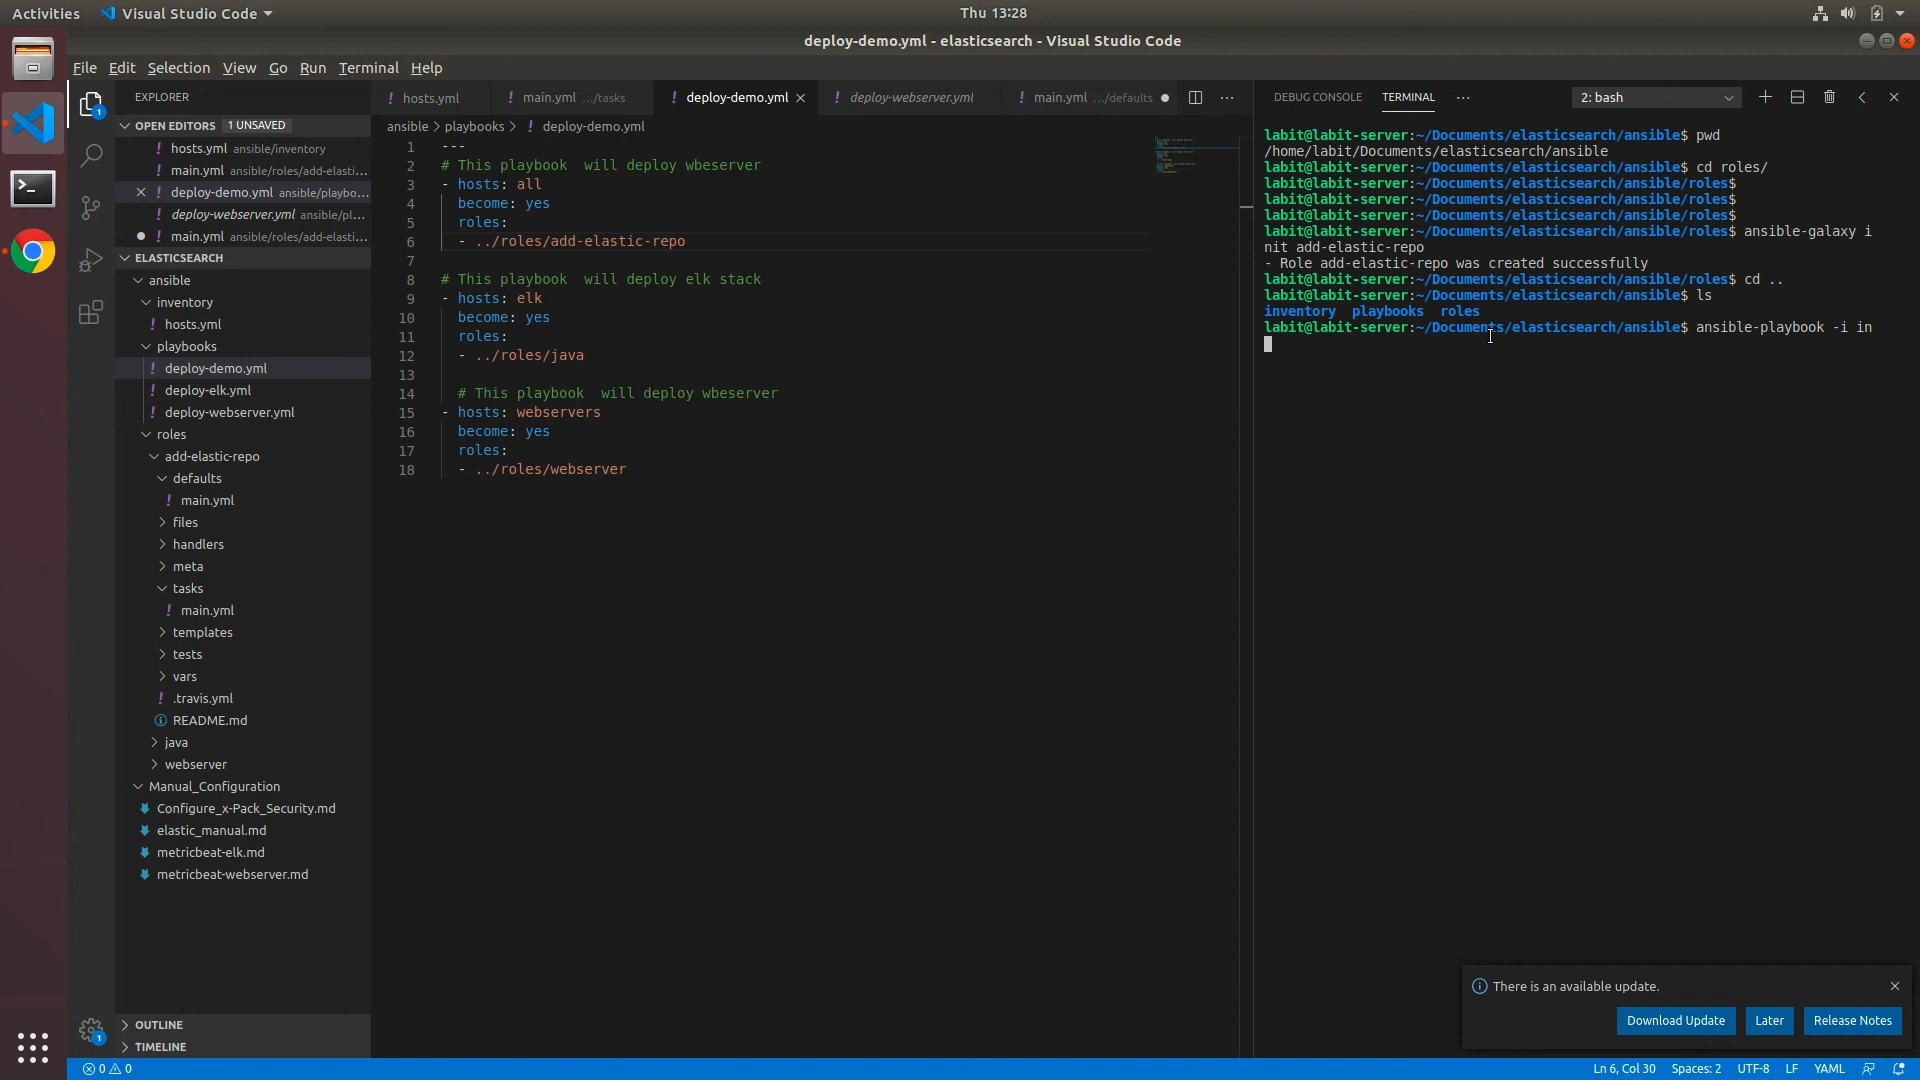 Activities Visual Studio Code Thu 13:28
deploy-demo.yml - elasticsearch - Visual Studio Code
File Edit Selection View Go Run Terminal Help
EXPLORER
OPEN EDITORS 1 UNSAVED
hosts.yml ansible/inventory
main.yml ansible/roles/add-elasti...
deploy-demo.yml ansible/playbo...
deploy-webserver.yml ansible/pl...
main.yml ansible/roles/add-elasti...
ELASTICSEARCH
ansible
inventory
hosts.yml
playbooks
deploy-demo.yml
deploy-elk.yml
deploy-webserver.yml
roles
add-elastic-repo
defaults
main.yml
files
handlers
meta
tasks
main.yml
templates
tests
vars
.travis.yml
README.md
java
webserver
Manual_Configuration
Configure_x-Pack_Security.md
elastic_manual.md
metricbeat-elk.md
metricbeat-webserver.md
OUTLINE
TIMELINE
hosts.yml main.yml .../tasks deploy-demo.yml deploy-webserver.yml main.yml .../defaults
ansible > playbooks > deploy-demo.yml
1 ---
2 # This playbook  will deploy wbeserver
3 - hosts: all
4 become: yes
5 roles:
6 - ../roles/add-elastic-repo
7
8 # This playbook  will deploy elk stack
9 - hosts: elk
10 become: yes
11 roles:
12 - ../roles/java
13
14 # This playbook  will deploy wbeserver
15 - hosts: webservers
16 become: yes
17 roles:
18 - ../roles/webserver
DEBUG CONSOLE TERMINAL 2: bash
labit@labit-server:~/Documents/elasticsearch/ansible$ pwd
/home/labit/Documents/elasticsearch/ansible
labit@labit-server:~/Documents/elasticsearch/ansible$ cd roles/
labit@labit-server:~/Documents/elasticsearch/ansible/roles$
labit@labit-server:~/Documents/elasticsearch/ansible/roles$
labit@labit-server:~/Documents/elasticsearch/ansible/roles$
labit@labit-server:~/Documents/elasticsearch/ansible/roles$ ansible-galaxy i
nit add-elastic-repo
- Role add-elastic-repo was created successfully
labit@labit-server:~/Documents/elasticsearch/ansible/roles$ cd ..
labit@labit-server:~/Documents/elasticsearch/ansible$ ls
inventory  playbooks  roles
labit@labit-server:~/Documents/elasticsearch/ansible$ ansible-playbook -i in
There is an available update.
Download Update Later Release Notes
0 0 Ln 6, Col 30 Spaces: 2 UTF-8 LF YAML